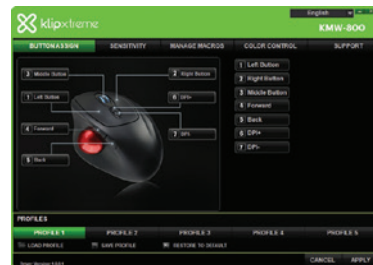 English
klipxtreme
KMW-800
BUTTON ASSIGN SENSITIVITY MANAGE MACROS COLOR CONTROL SUPPORT
3 Middle Button
2 Right Button
1 Left Button
6 DPI+
4 Forward
7 DPI-
5 Back
1 Left Button
2 Right Button
3 Middle Button
4 Forward
5 Back
6 DPI+
7 DPI-
PROFILES
PROFILE 1 PROFILE 2 PROFILE 3 PROFILE 4 PROFILE 5
LOAD PROFILE SAVE PROFILE RESTORE TO DEFAULT
CANCEL APPLY